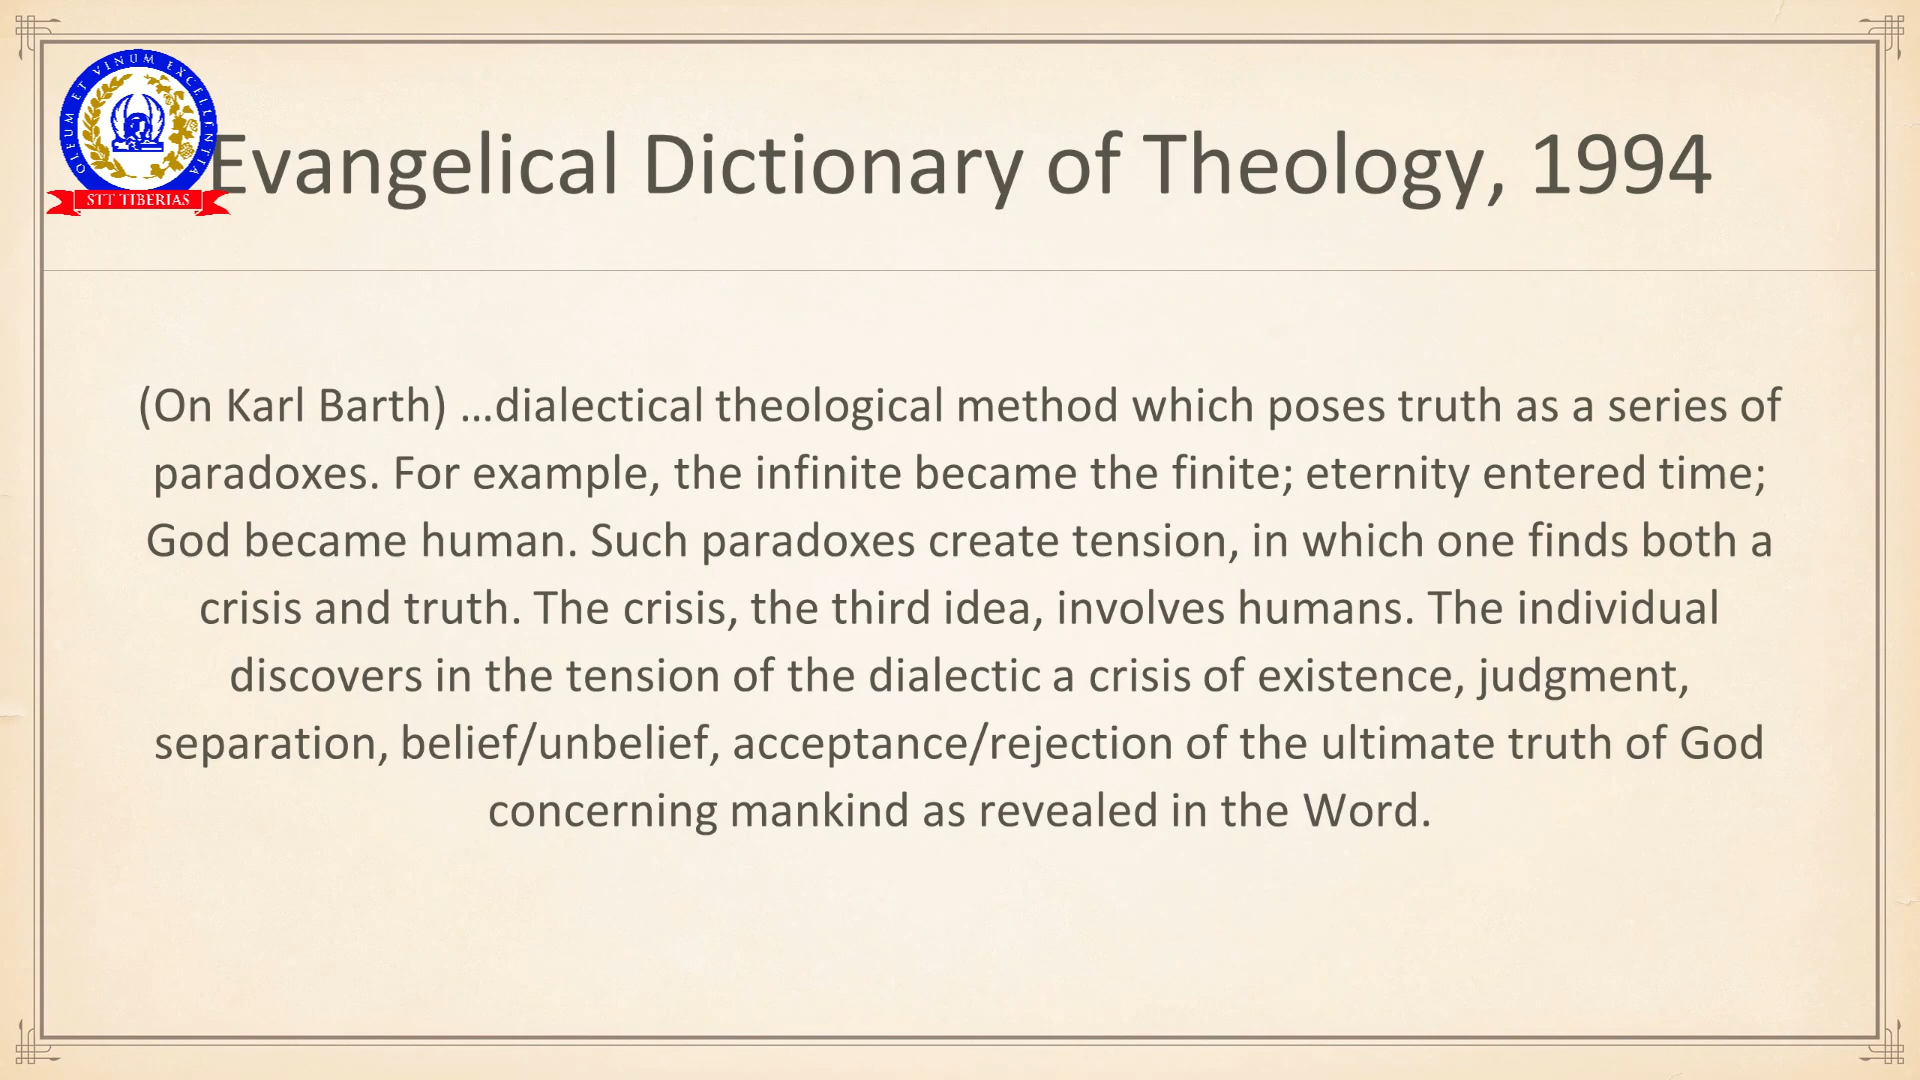 OLEUM ET VINUM EXCELLENTIA
STT TIBERIAS
Evangelical Dictionary of Theology, 1994
(On Karl Barth) …dialectical theological method which poses truth as a series of
paradoxes. For example, the infinite became the finite; eternity entered time;
God became human. Such paradoxes create tension, in which one finds both a
crisis and truth. The crisis, the third idea, involves humans. The individual
discovers in the tension of the dialectic a crisis of existence, judgment,
separation, belief/unbelief, acceptance/rejection of the ultimate truth of God
concerning mankind as revealed in the Word.